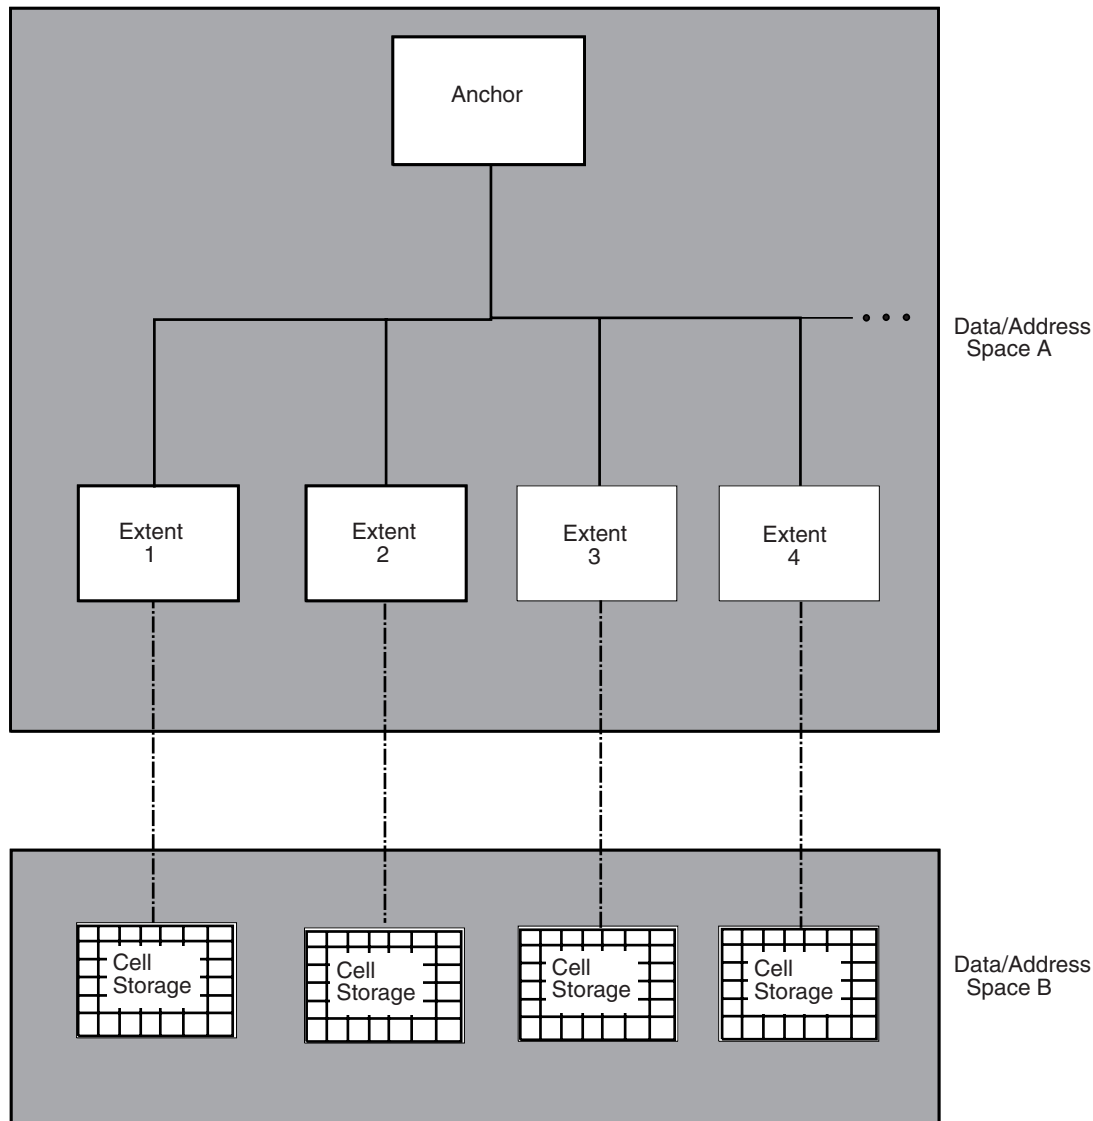 Anchor
Data/Address
Space A
Extent
1
Extent
2
Extent
3
Extent
4
Cell
Storage
Cell
Storage
Cell
Storage
Cell
Storage
Data/Address
Space B